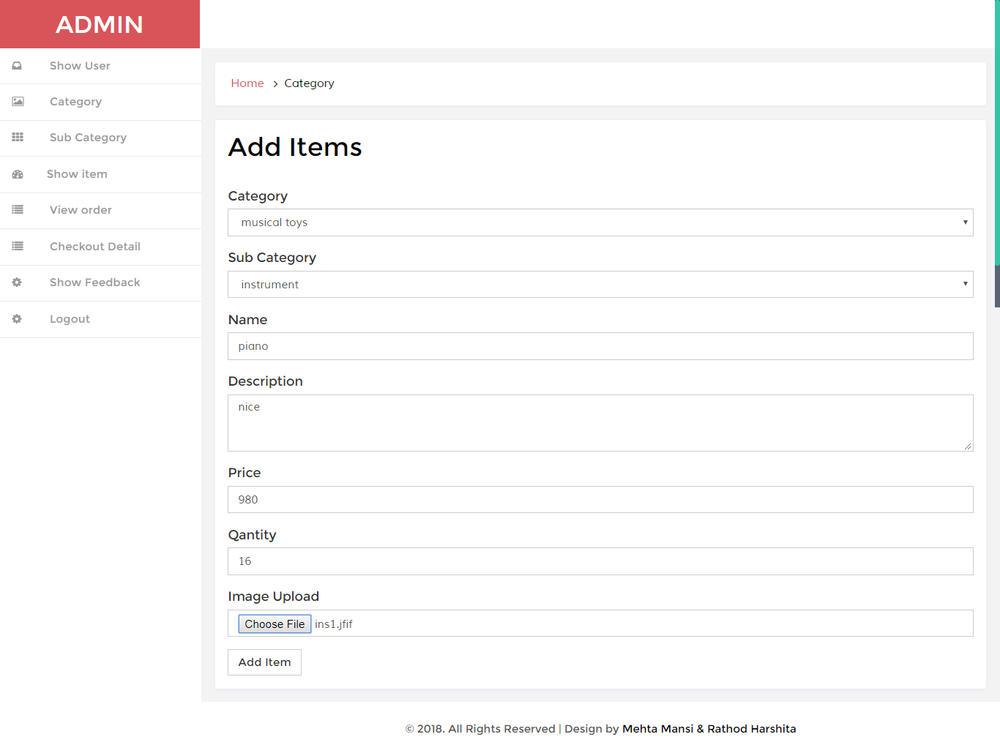 ADMIN
Show User
Category
Sub Category
Show item
View order
Checkout Detail
Show Feedback
Logout
Home > Category
Add Items
Category
musical toys
Sub Category
instrument
Name
piano
Description
nice
Price
980
Qantity
16
Image Upload
Choose File ins1.jfif
Add Item
© 2018. All Rights Reserved | Design by Mehta Mansi & Rathod Harshita